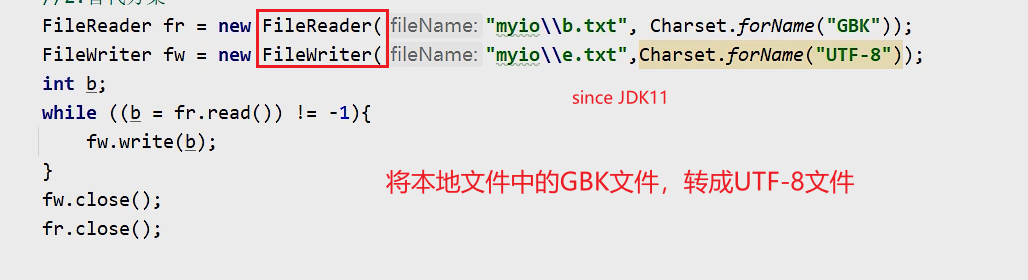 //2.替代方案
FileReader fr = new FileReader( fileName: "myio\\b.txt", Charset.forName("GBK"));
FileWriter fw = new FileWriter( fileName: "myio\\e.txt",Charset.forName("UTF-8"));
int b;
since JDK11
while ((b = fr.read()) != -1){
fw.write(b);
}
将本地文件中的GBK文件，转成UTF-8文件
fw.close();
fr.close();